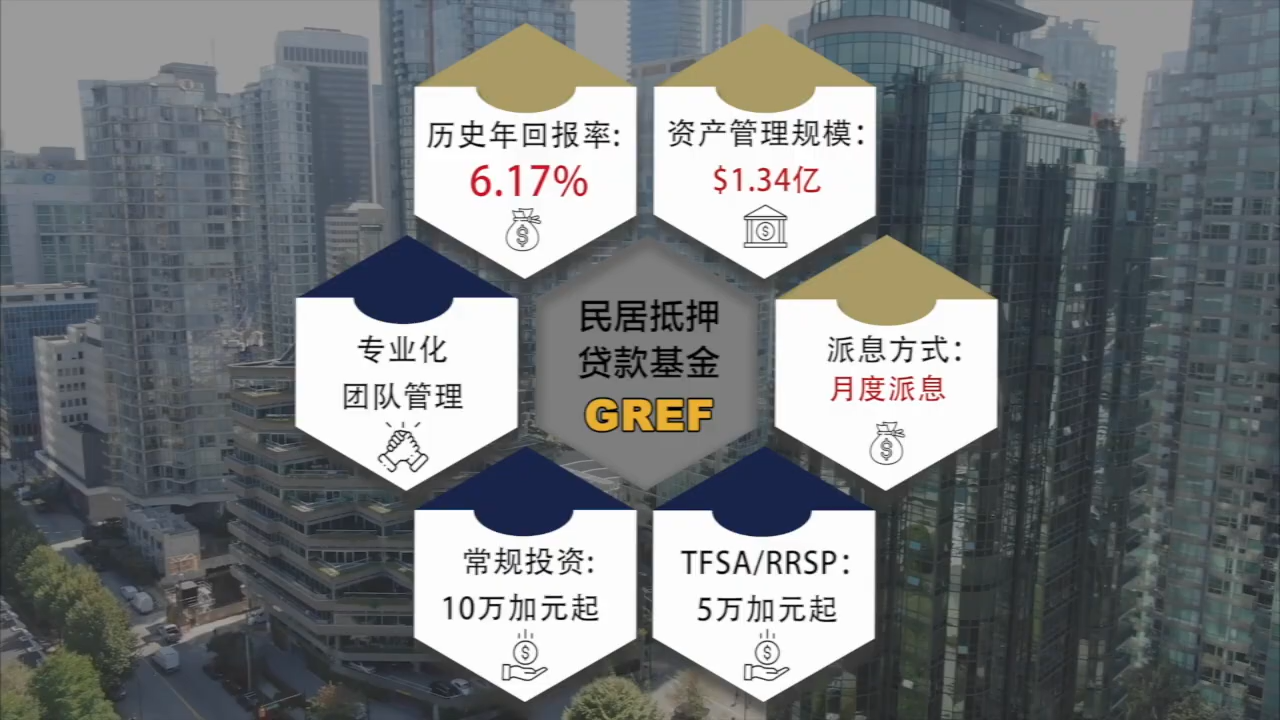 历史年回报率:
6.17%
资产管理规模:
$1.34亿
专业化
团队管理
民居抵押
贷款基金
GREF
派息方式:
月度派息
常规投资:
10万加元起
TFSA/RRSP:
5万加元起